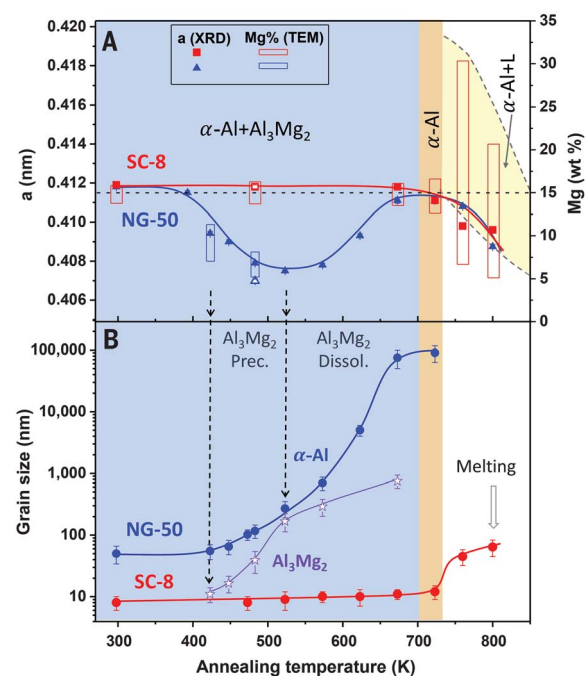 A
a (XRD) Mg% (TEM)
α-Al+Al3Mg2
α-Al
α-Al+L
SC-8
NG-50
a (nm)
0.420
0.418
0.416
0.414
0.412
0.410
0.408
0.406
Mg (wt %)
35
30
25
20
15
10
5
0
B
Al3Mg2
Prec.
Al3Mg2
Dissol.
α-Al
Melting
NG-50
Al3Mg2
SC-8
Grain size (nm)
100,000
10,000
1,000
100
10
300 400 500 600 700 800
Annealing temperature (K)